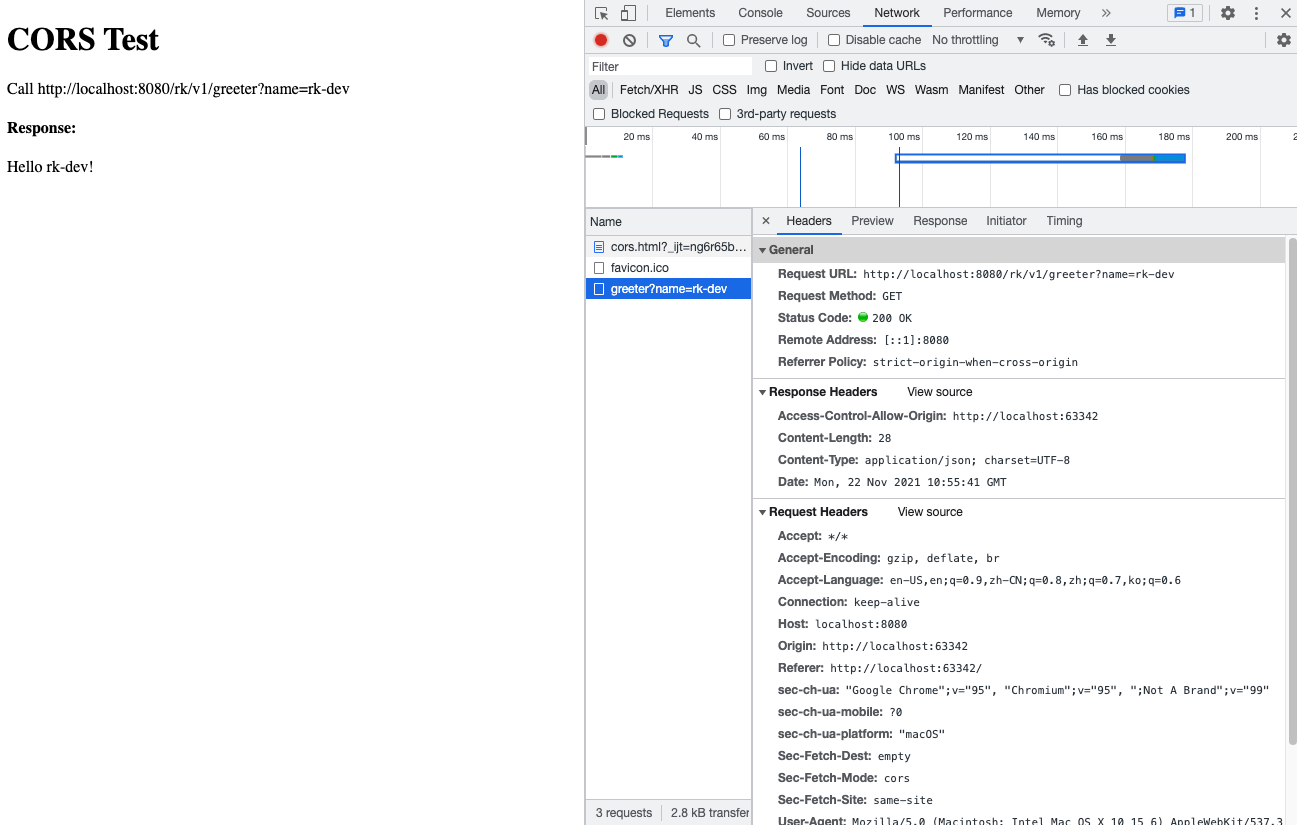 CORS Test
Call http://localhost:8080/rk/v1/greeter?name=rk-dev
Response:
Hello rk-dev!
Elements Console Sources Network Performance Memory » 1
Preserve log Disable cache No throttling
Filter Invert Hide data URLs
All Fetch/XHR JS CSS Img Media Font Doc WS Wasm Manifest Other Has blocked cookies
Blocked Requests 3rd-party requests
20 ms 40 ms 60 ms 80 ms 100 ms 120 ms 140 ms 160 ms 180 ms 200 ms 2
Name
cors.html?_ijt=ng6r65b...
favicon.ico
greeter?name=rk-dev
3 requests 2.8 kB transfer
× Headers Preview Response Initiator Timing
General
Request URL: http://localhost:8080/rk/v1/greeter?name=rk-dev
Request Method: GET
Status Code: 200 OK
Remote Address: [::1]:8080
Referrer Policy: strict-origin-when-cross-origin
Response Headers View source
Access-Control-Allow-Origin: http://localhost:63342
Content-Length: 28
Content-Type: application/json; charset=UTF-8
Date: Mon, 22 Nov 2021 10:55:41 GMT
Request Headers View source
Accept: */*
Accept-Encoding: gzip, deflate, br
Accept-Language: en-US,en;q=0.9,zh-CN;q=0.8,zh;q=0.7,ko;q=0.6
Connection: keep-alive
Host: localhost:8080
Origin: http://localhost:63342
Referer: http://localhost:63342/
sec-ch-ua: "Google Chrome";v="95", "Chromium";v="95", ";Not A Brand";v="99"
sec-ch-ua-mobile: ?0
sec-ch-ua-platform: "macOS"
Sec-Fetch-Dest: empty
Sec-Fetch-Mode: cors
Sec-Fetch-Site: same-site
User-Agent: Mozilla/5.0 (Macintosh; Intel Mac OS X 10_15_6) AppleWebKit/537.3